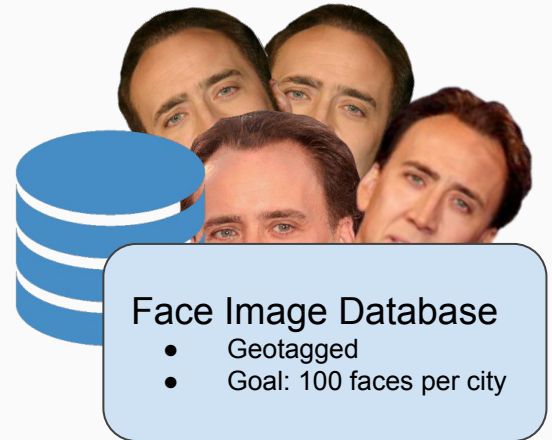 Face Image Database
● Geotagged
● Goal: 100 faces per city